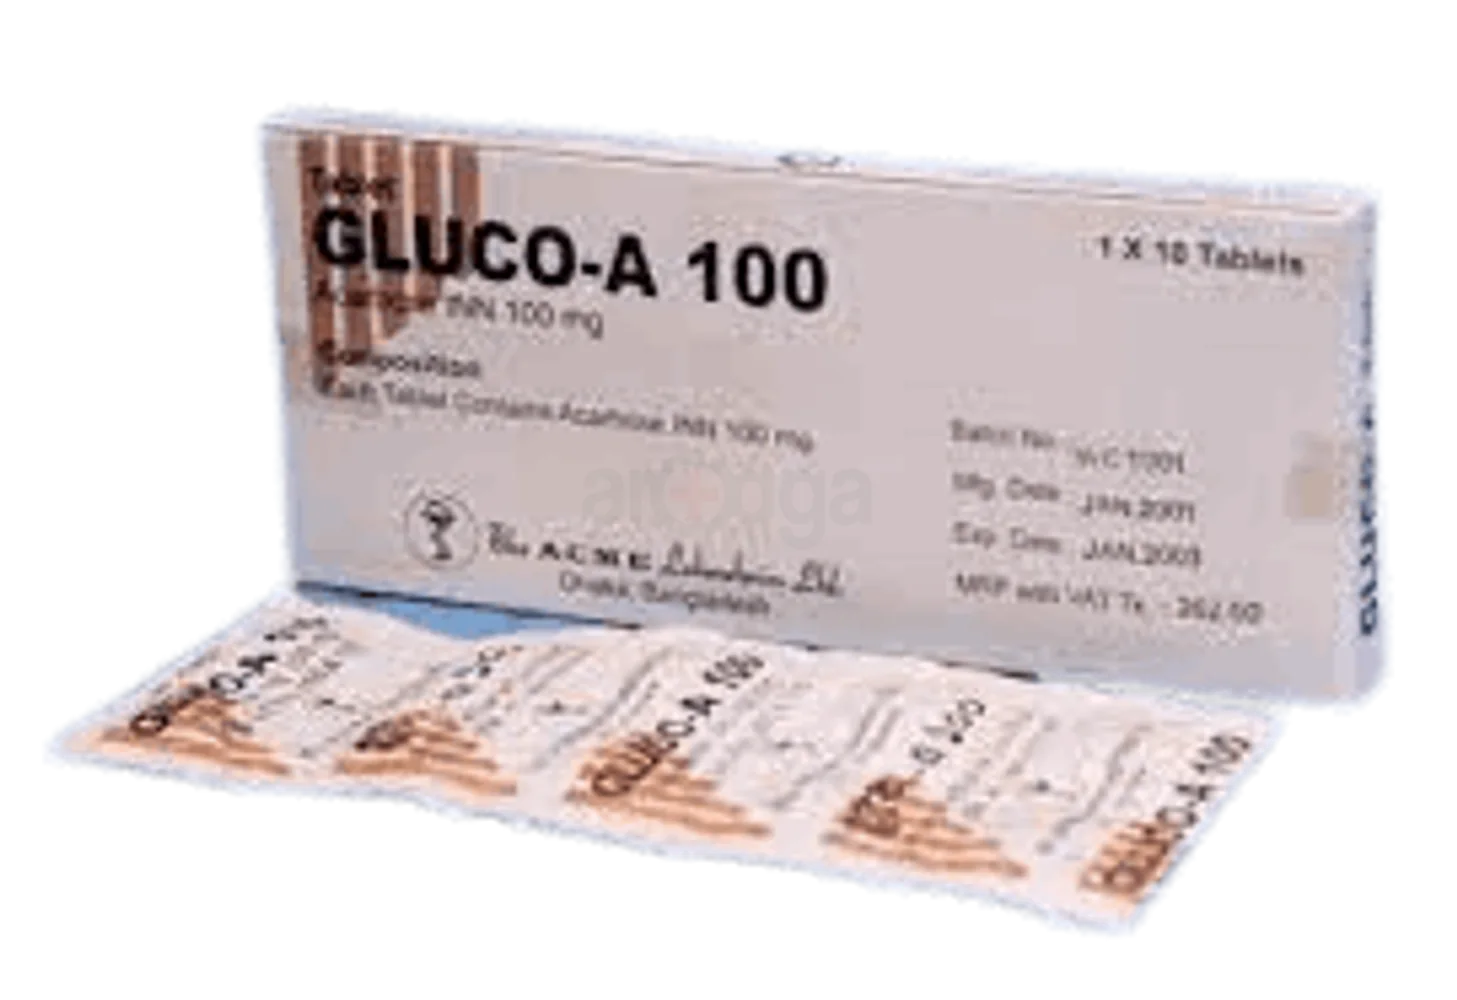 Tablet
GLUCO-A 100
1 X 10 Tablets
Acarbose INN 100 mg
Composition
Each Tablet Contains Acarbose INN 100 mg
Batch No :
Mfg. Date : JAN.2001
Exp. Date : JAN.2003
MRP with VAT Tk. : 262.60
arogga
The ACME Laboratories Ltd.
Dhaka, Bangladesh
GLUCO-A
GLUCO-A 100
GLUCO-A 100
GLUCO-A 100